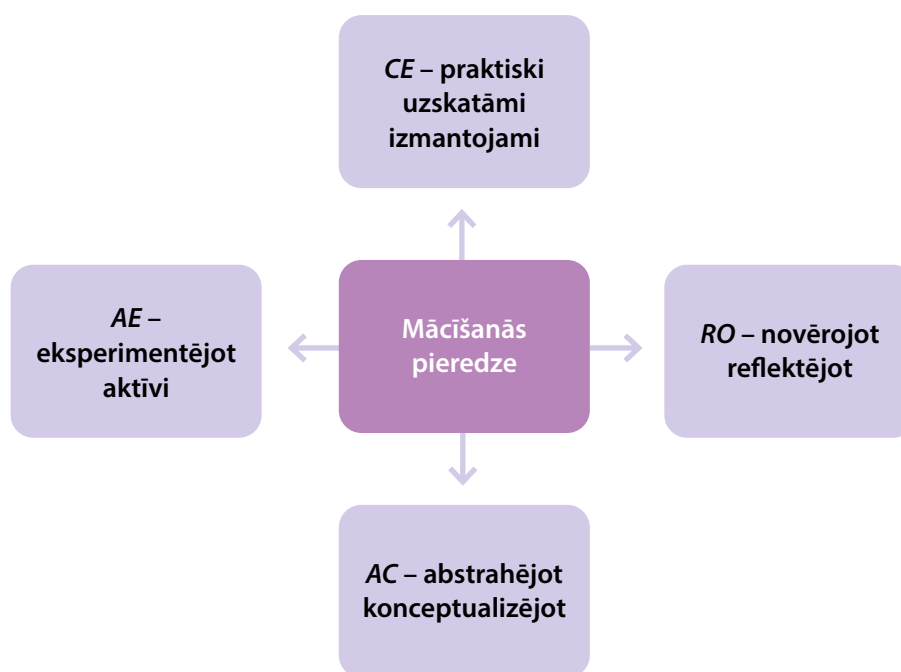 CE – praktiski
uzskatāmi
izmantojami
AE –
eksperimentējot
aktīvi
Mācīšanās
pieredze
RO – novērojot
reflektējot
AC – abstrahējot
konceptualizējot